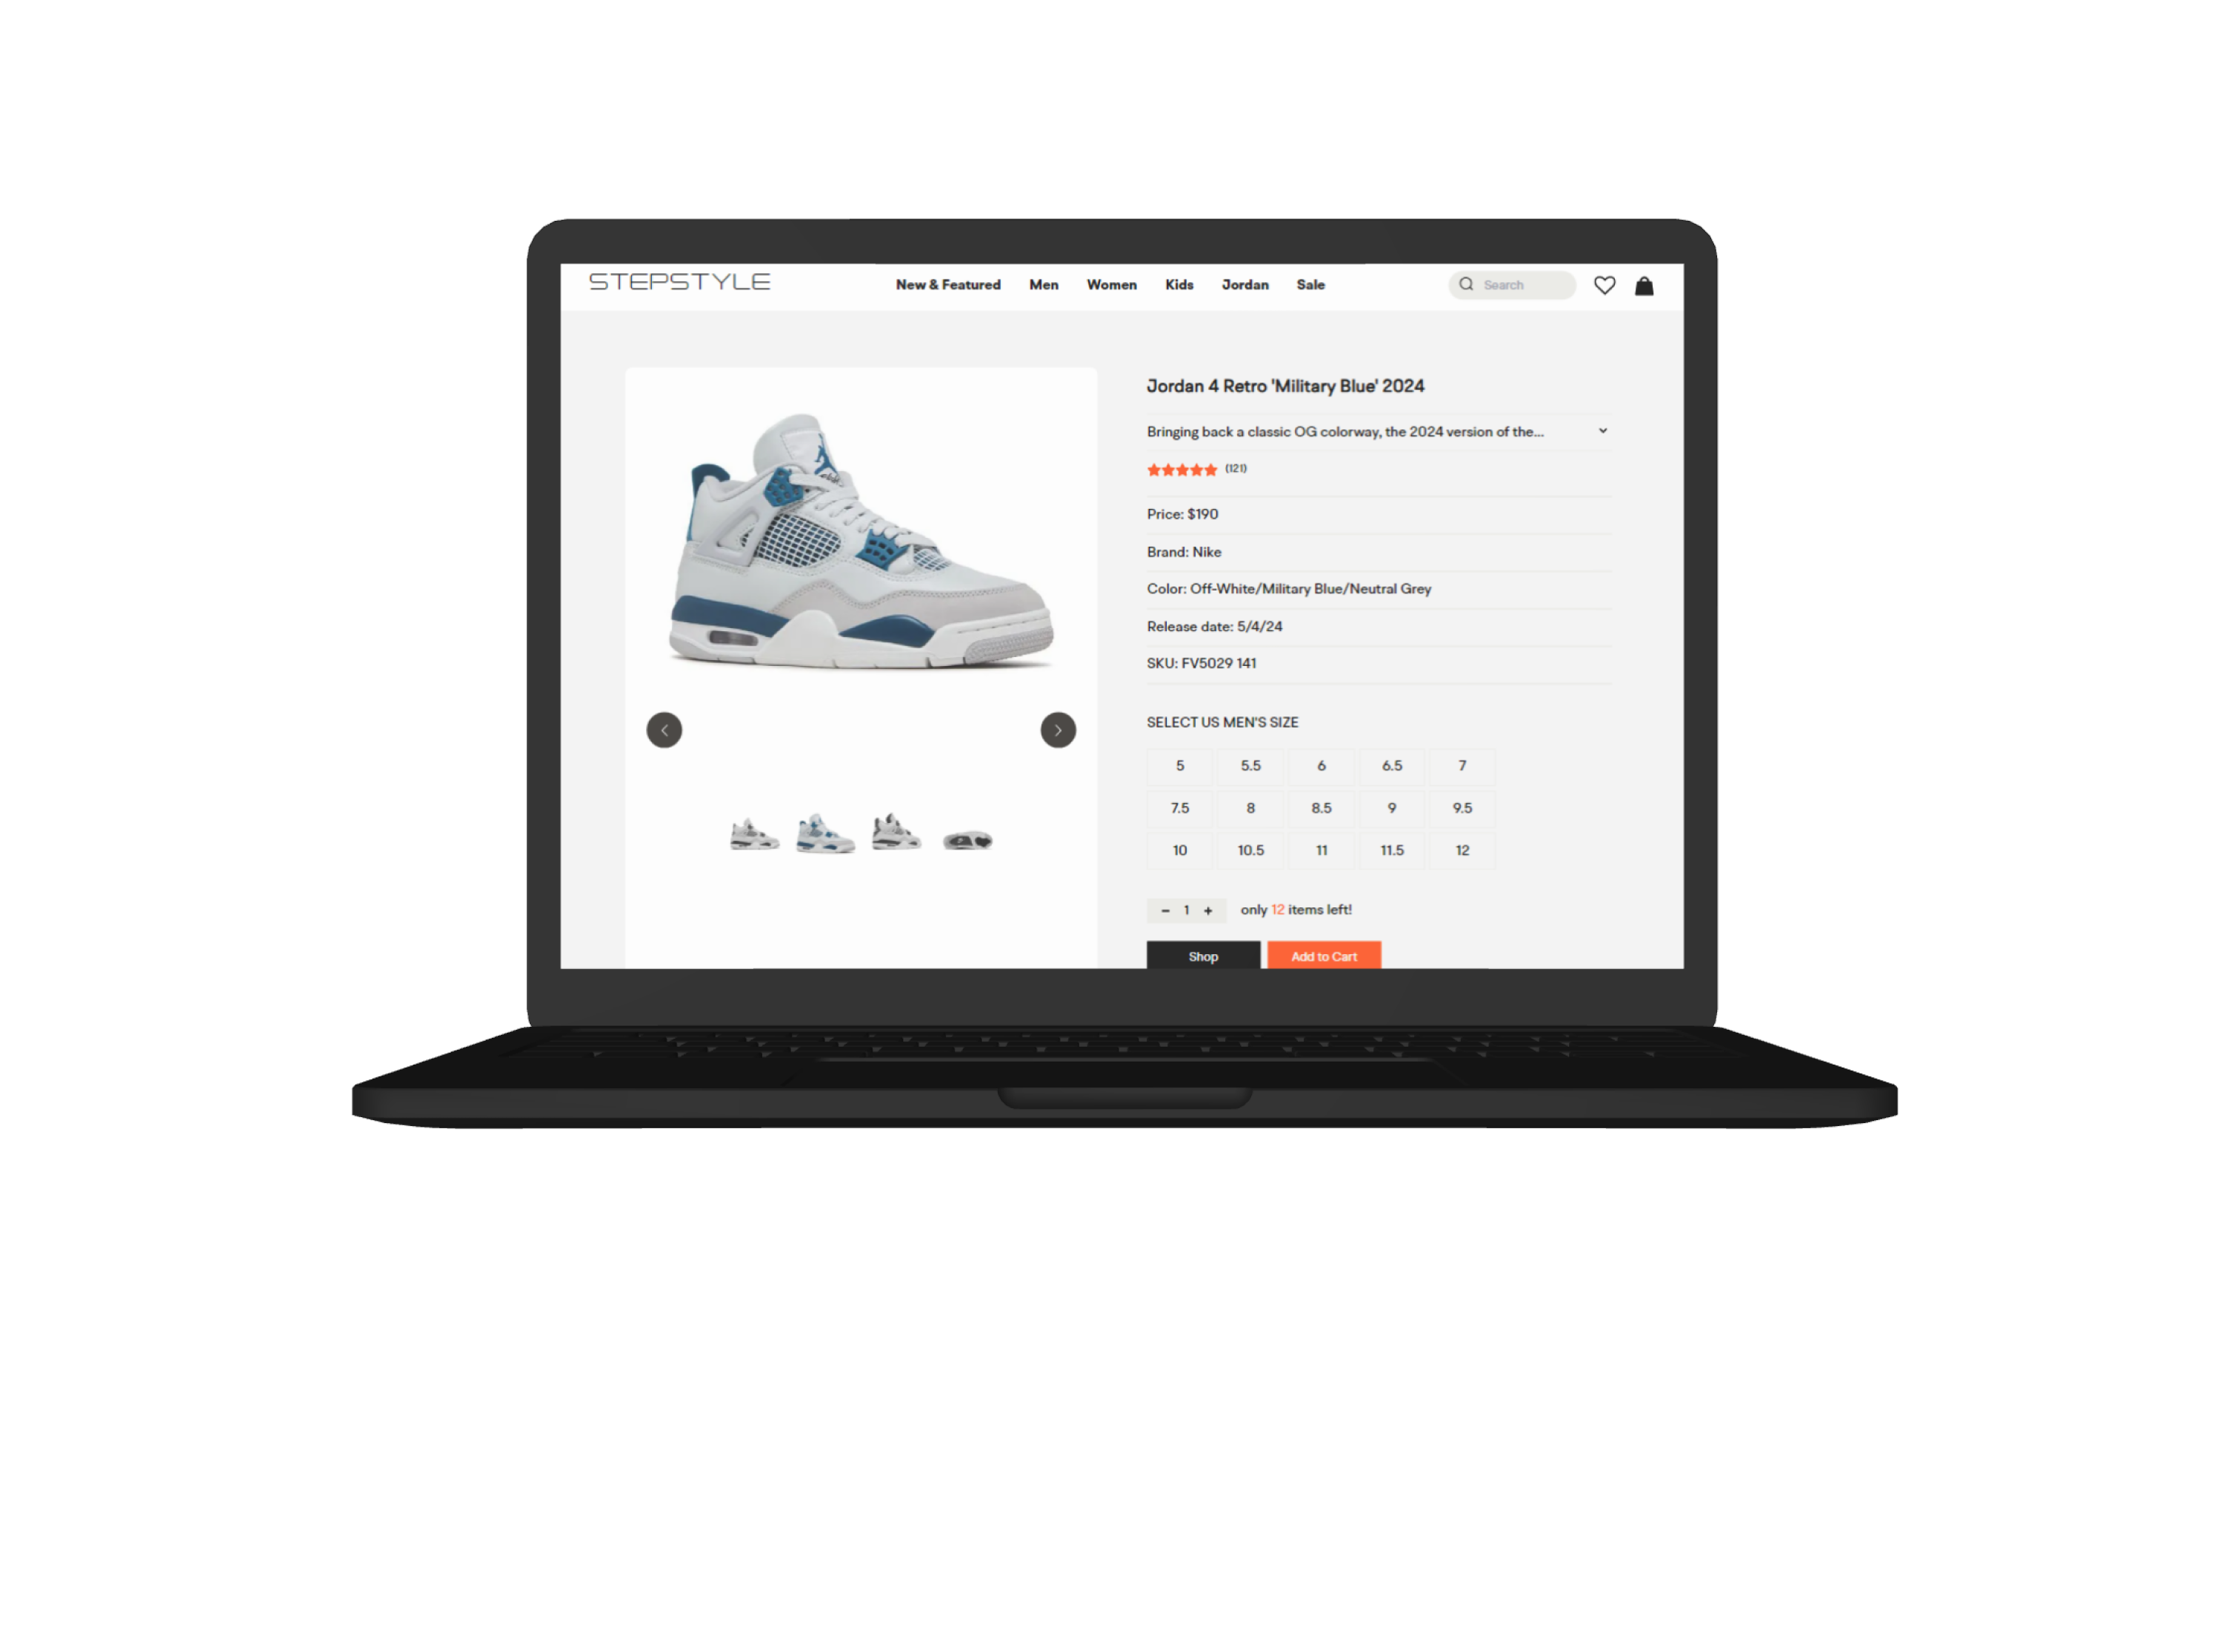 STEPSTYLE
New & Featured Men Women Kids Jordan Sale
Search
Jordan 4 Retro 'Military Blue' 2024
Bringing back a classic OG colorway, the 2024 version of the...
(121)
Price: $190
Brand: Nike
Color: Off-White/Military Blue/Neutral Grey
Release date: 5/4/24
SKU: FV5029 141
SELECT US MEN'S SIZE
5 5.5 6 6.5 7
7.5 8 8.5 9 9.5
10 10.5 11 11.5 12
- 1 + only 12 items left!
Shop Add to Cart